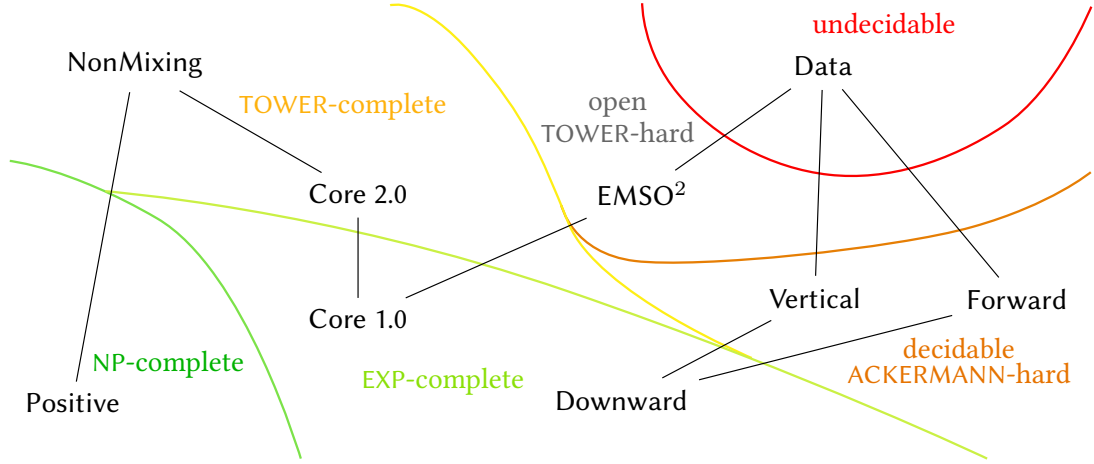 undecidable
NonMixing
Data
TOWER-complete
open
TOWER-hard
Core 2.0
EMSO²
Vertical
Forward
Core 1.0
decidable
NP-complete
ACKERMANN-hard
EXP-complete
Positive
Downward